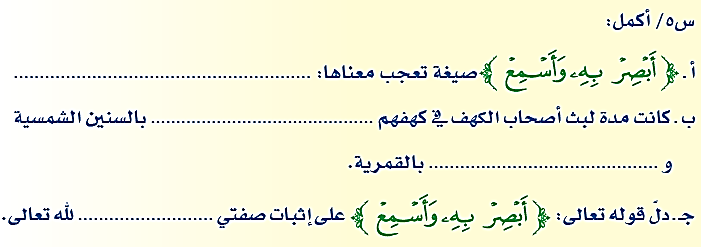 س٥/ أكمل:
أ. ﴿ أَبْصِرْ بِهِۦ وَأَسْمِعْ ﴾ صيغة تعجب معناها: .........................................................
ب. كانت مدة لبث أصحاب الكهف في كهفهم ........................................... بالسنين الشمسية
و ............................................ بالقمرية.
جـ. دلّ قوله تعالى: ﴿ أَبْصِرْ بِهِۦ وَأَسْمِعْ ﴾ على إثبات صفتي .......................... لله تعالى.